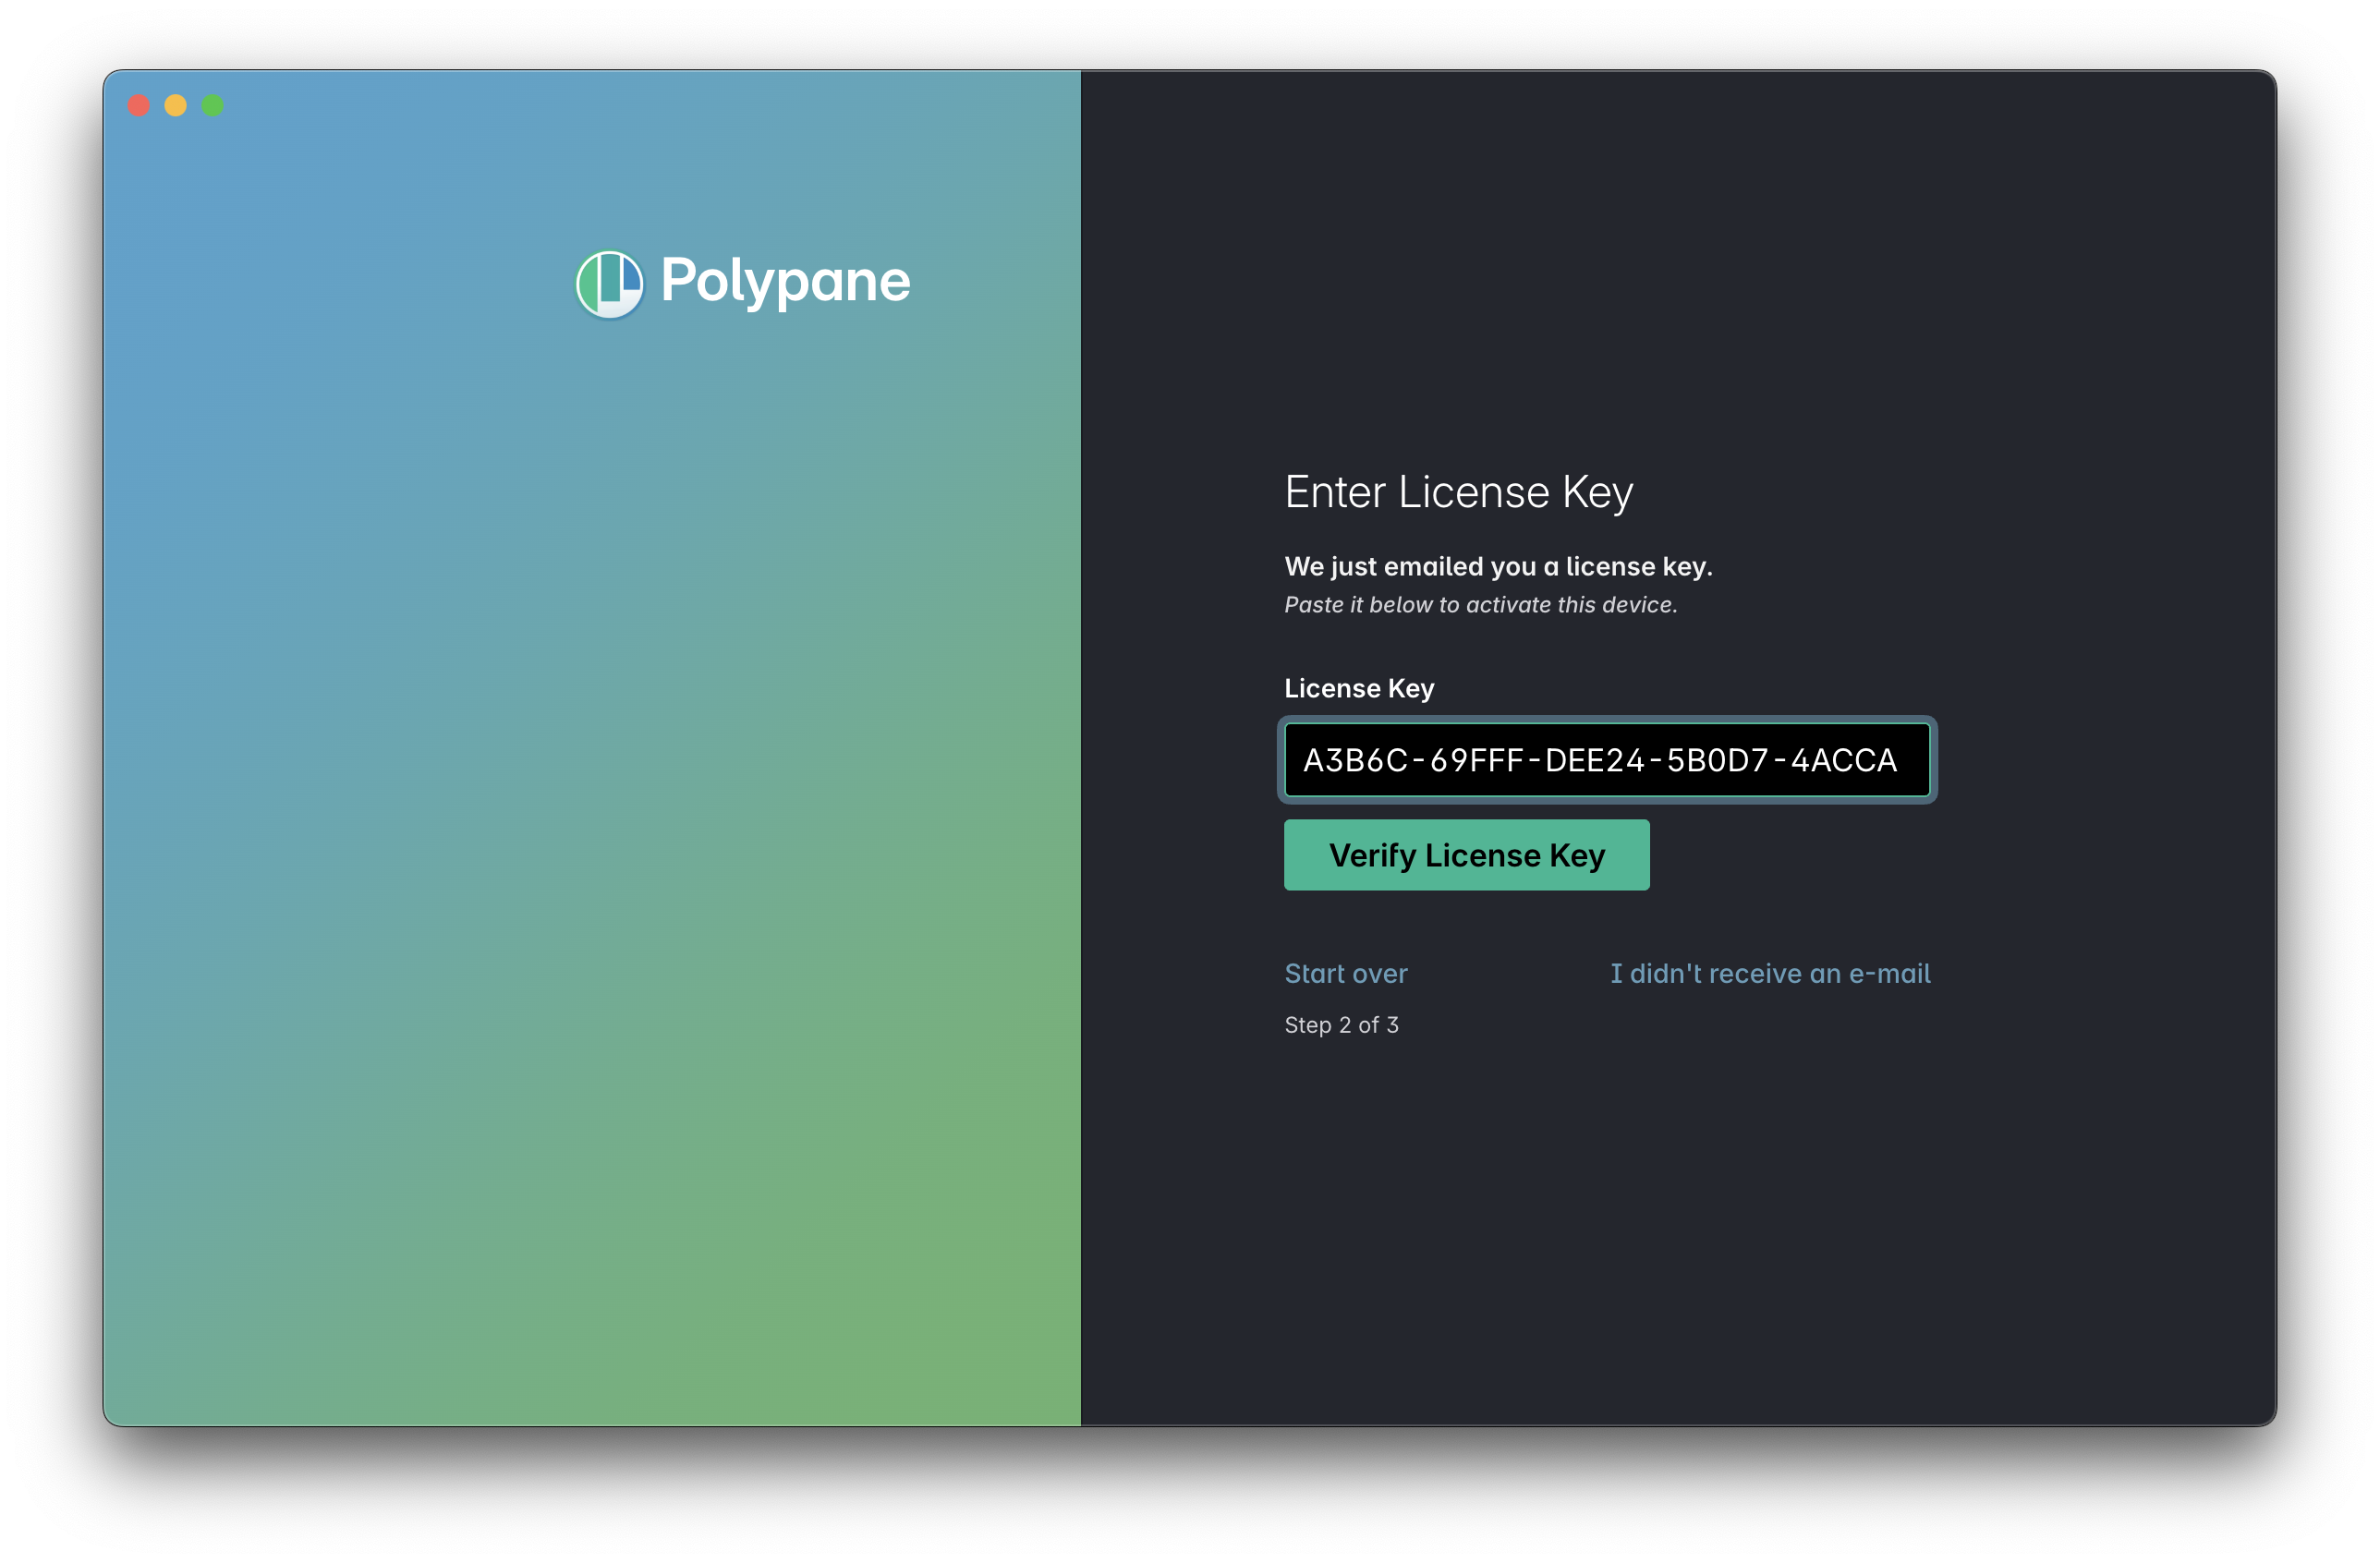 Polypane
Enter License Key
We just emailed you a license key.
Paste it below to activate this device.
License Key
A3B6C-69FFF-DEE24-5B0D7-4ACCA
Verify License Key
Start over
I didn't receive an e-mail
Step 2 of 3